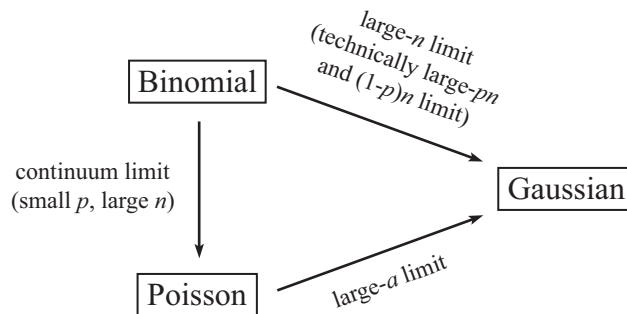 large-n limit
(technically large-pn
and (1-p)n limit)
Binomial
continuum limit
(small p, large n)
Gaussian
Poisson
large-a limit